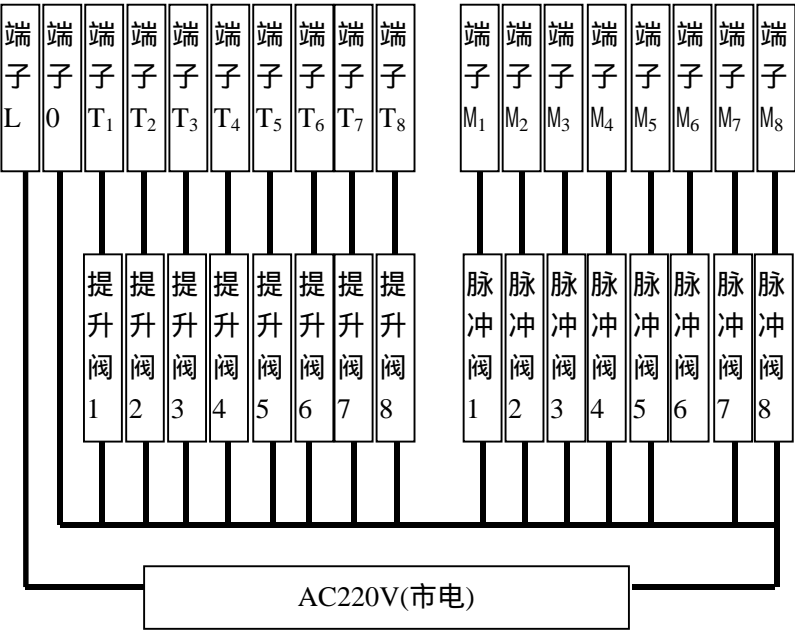 端子L 端子0 端子T₁ 端子T₂ 端子T₃ 端子T₄ 端子T₅ 端子T₆ 端子T₇ 端子T₈ 端子M₁ 端子M₂ 端子M₃ 端子M₄ 端子M₅ 端子M₆ 端子M₇ 端子M₈
提升阀1 提升阀2 提升阀3 提升阀4 提升阀5 提升阀6 提升阀7 提升阀8 脉冲阀1 脉冲阀2 脉冲阀3 脉冲阀4 脉冲阀5 脉冲阀6 脉冲阀7 脉冲阀8
AC220V(市电)